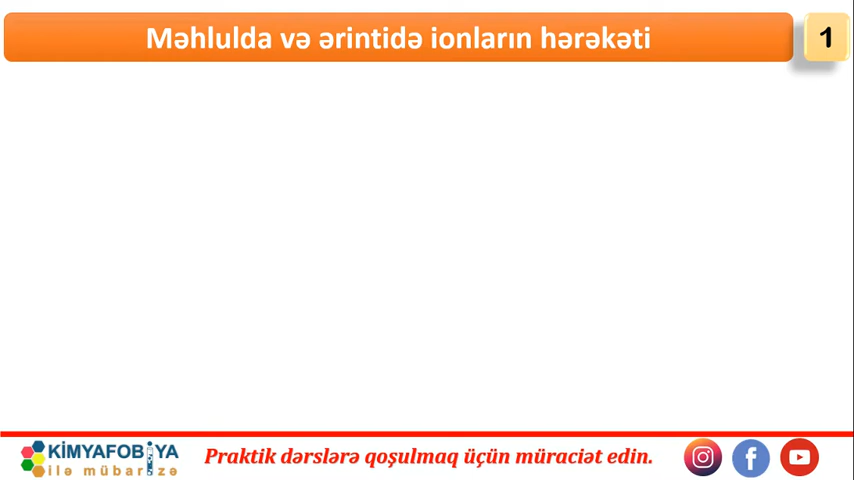 Məhlulda və ərintidə ionların hərəkəti
1
KİMYAFOBİYA
ilə mübarizə
Praktik dərslərə qoşulmaq üçün müraciət edin.